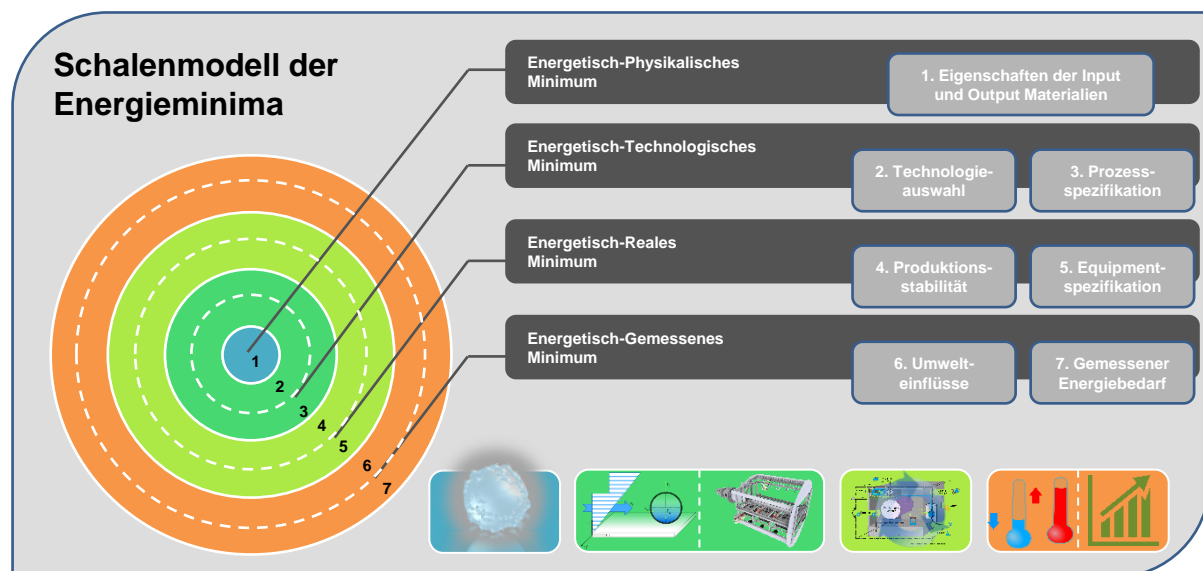 Schalenmodell der
Energieminima
Energetisch-Physikalisches
Minimum
1. Eigenschaften der Input
und Output Materialien
Energetisch-Technologisches
Minimum
2. Technologie-
auswahl
3. Prozess-
spezifikation
Energetisch-Reales
Minimum
4. Produktions-
stabilität
5. Equipment-
spezifikation
Energetisch-Gemessenes
Minimum
6. Umwelt-
einflüsse
7. Gemessener
Energiebedarf
1
2
3
4
5
6
7